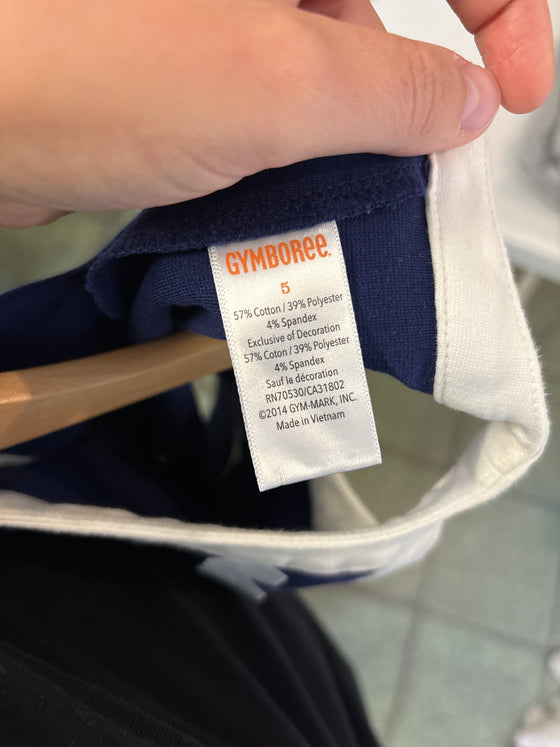 GYMBOREE.
5
57% Cotton / 39% Polyester
4% Spandex
Exclusive of Decoration
57% Coton / 39% Polyester
4% Spandex
Sauf la décoration
RN70530/CA31802
©2014 GYM-MARK, INC.
Made in Vietnam